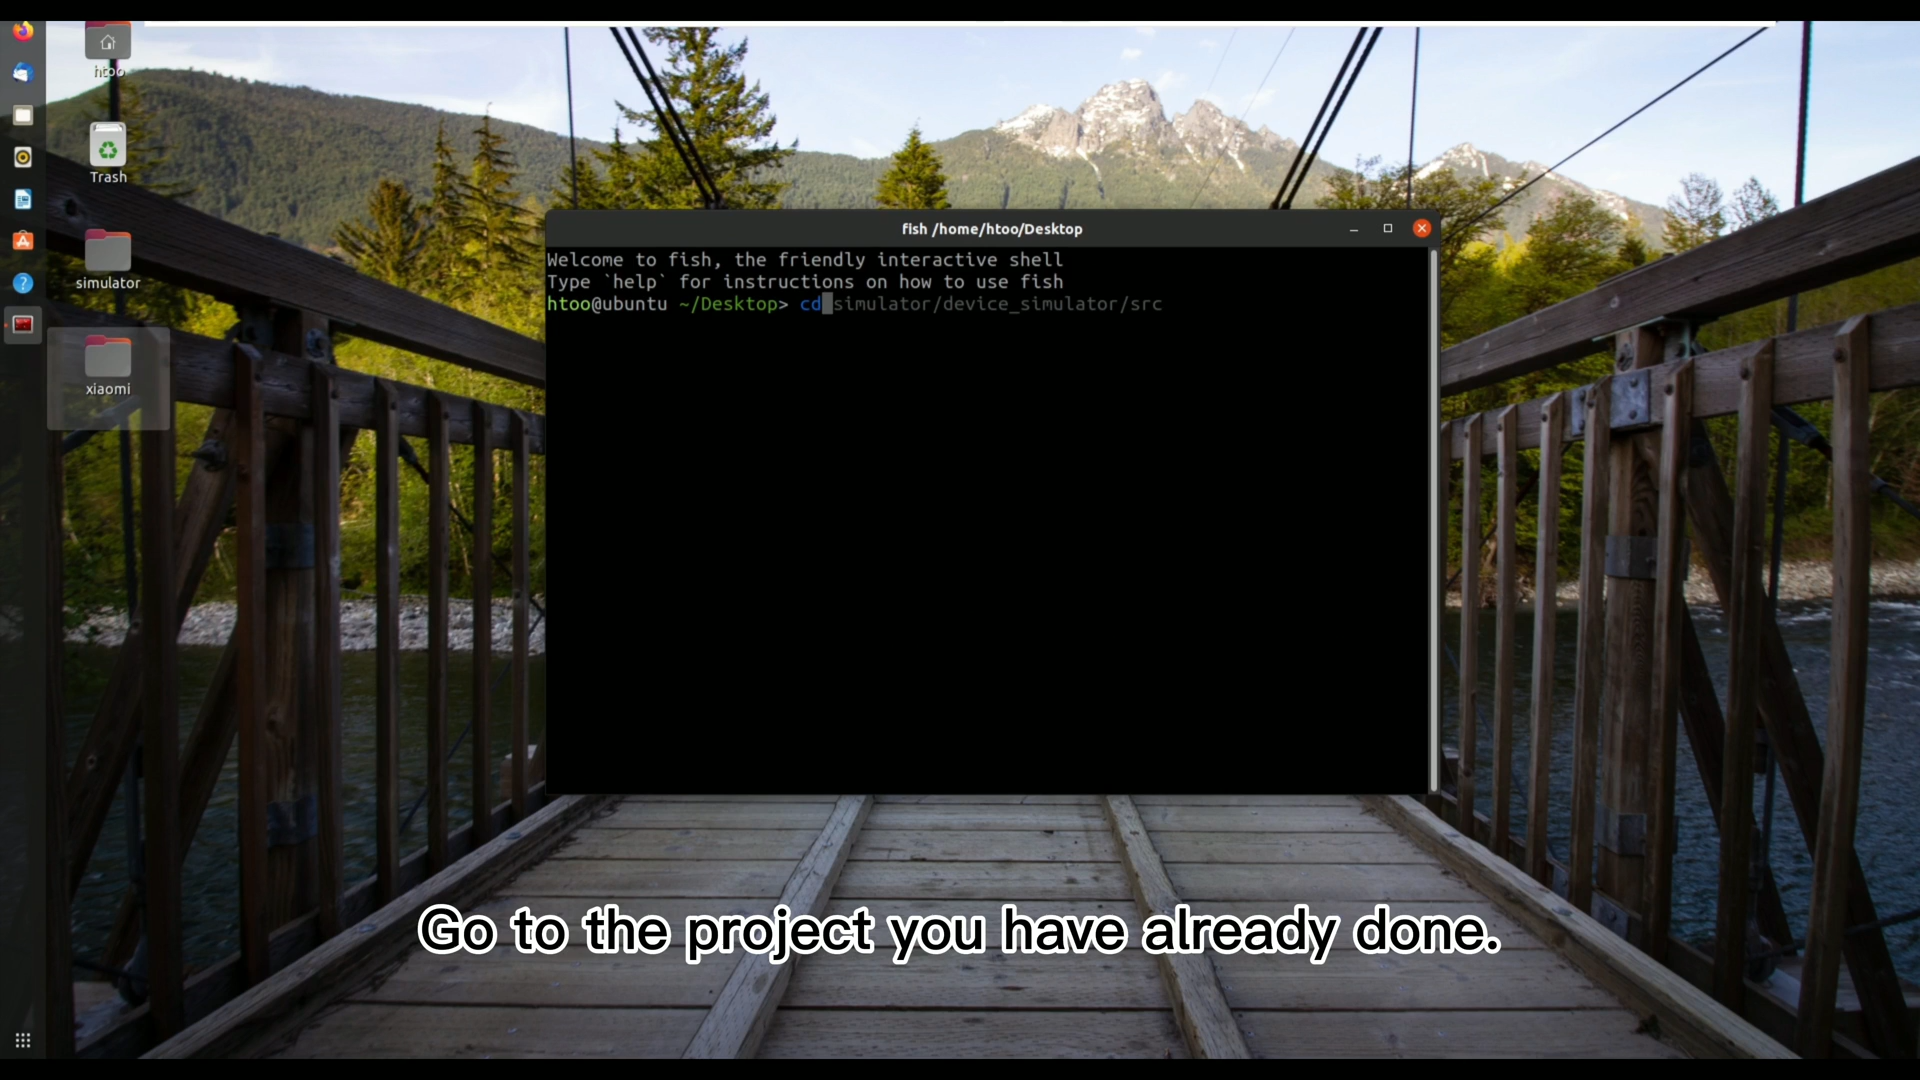 htoo
Trash
simulator
xiaomi
fish /home/htoo/Desktop
Welcome to fish, the friendly interactive shell
Type `help` for instructions on how to use fish
htoo@ubuntu ~/Desktop> cd simulator/device_simulator/src
Go to the project you have already done.